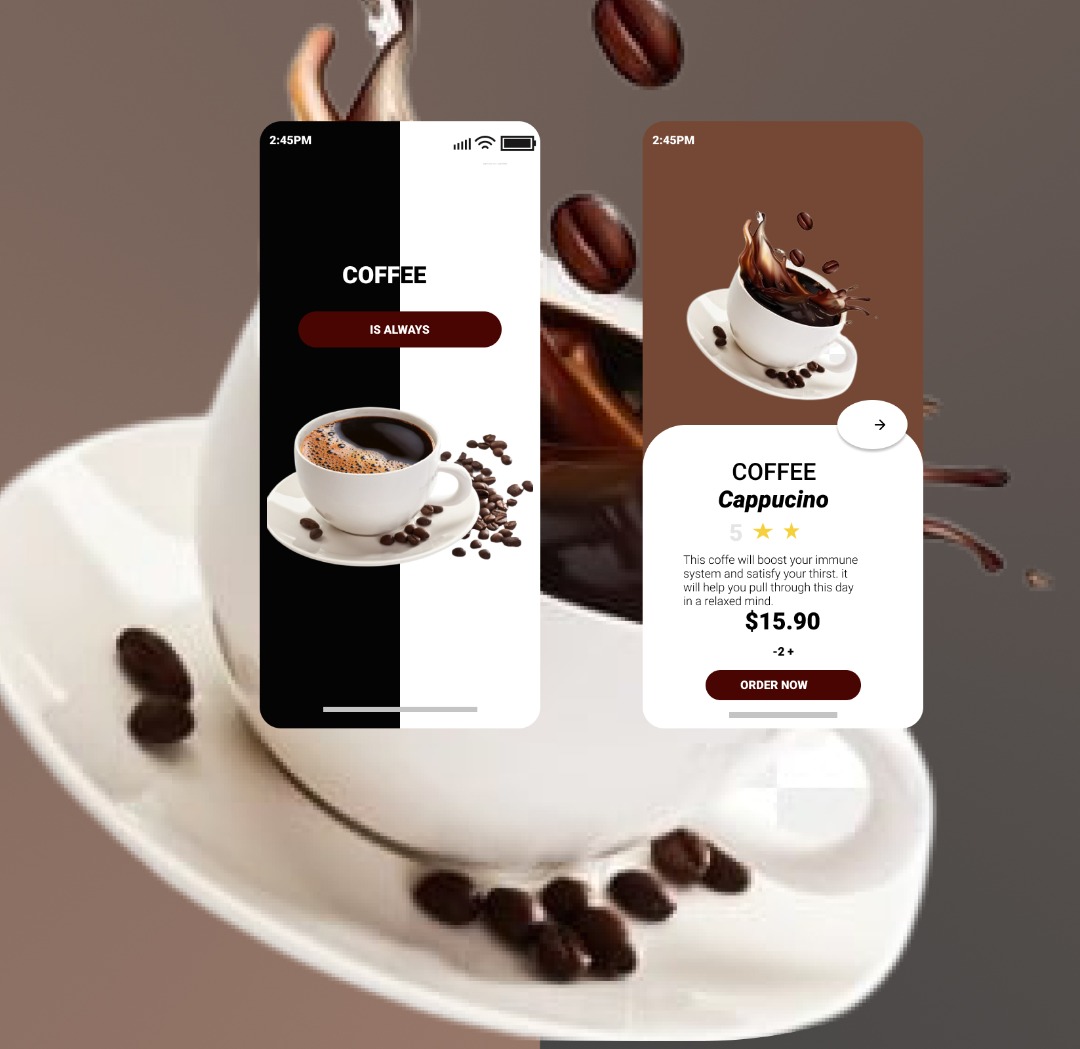 2:45PM
COFFEE
IS ALWAYS
2:45PM
COFFEE
Cappucino
5
This coffe will boost your immune
system and satisfy your thirst. it
will help you pull through this day
in a relaxed mind.
$15.90
-2 +
ORDER NOW